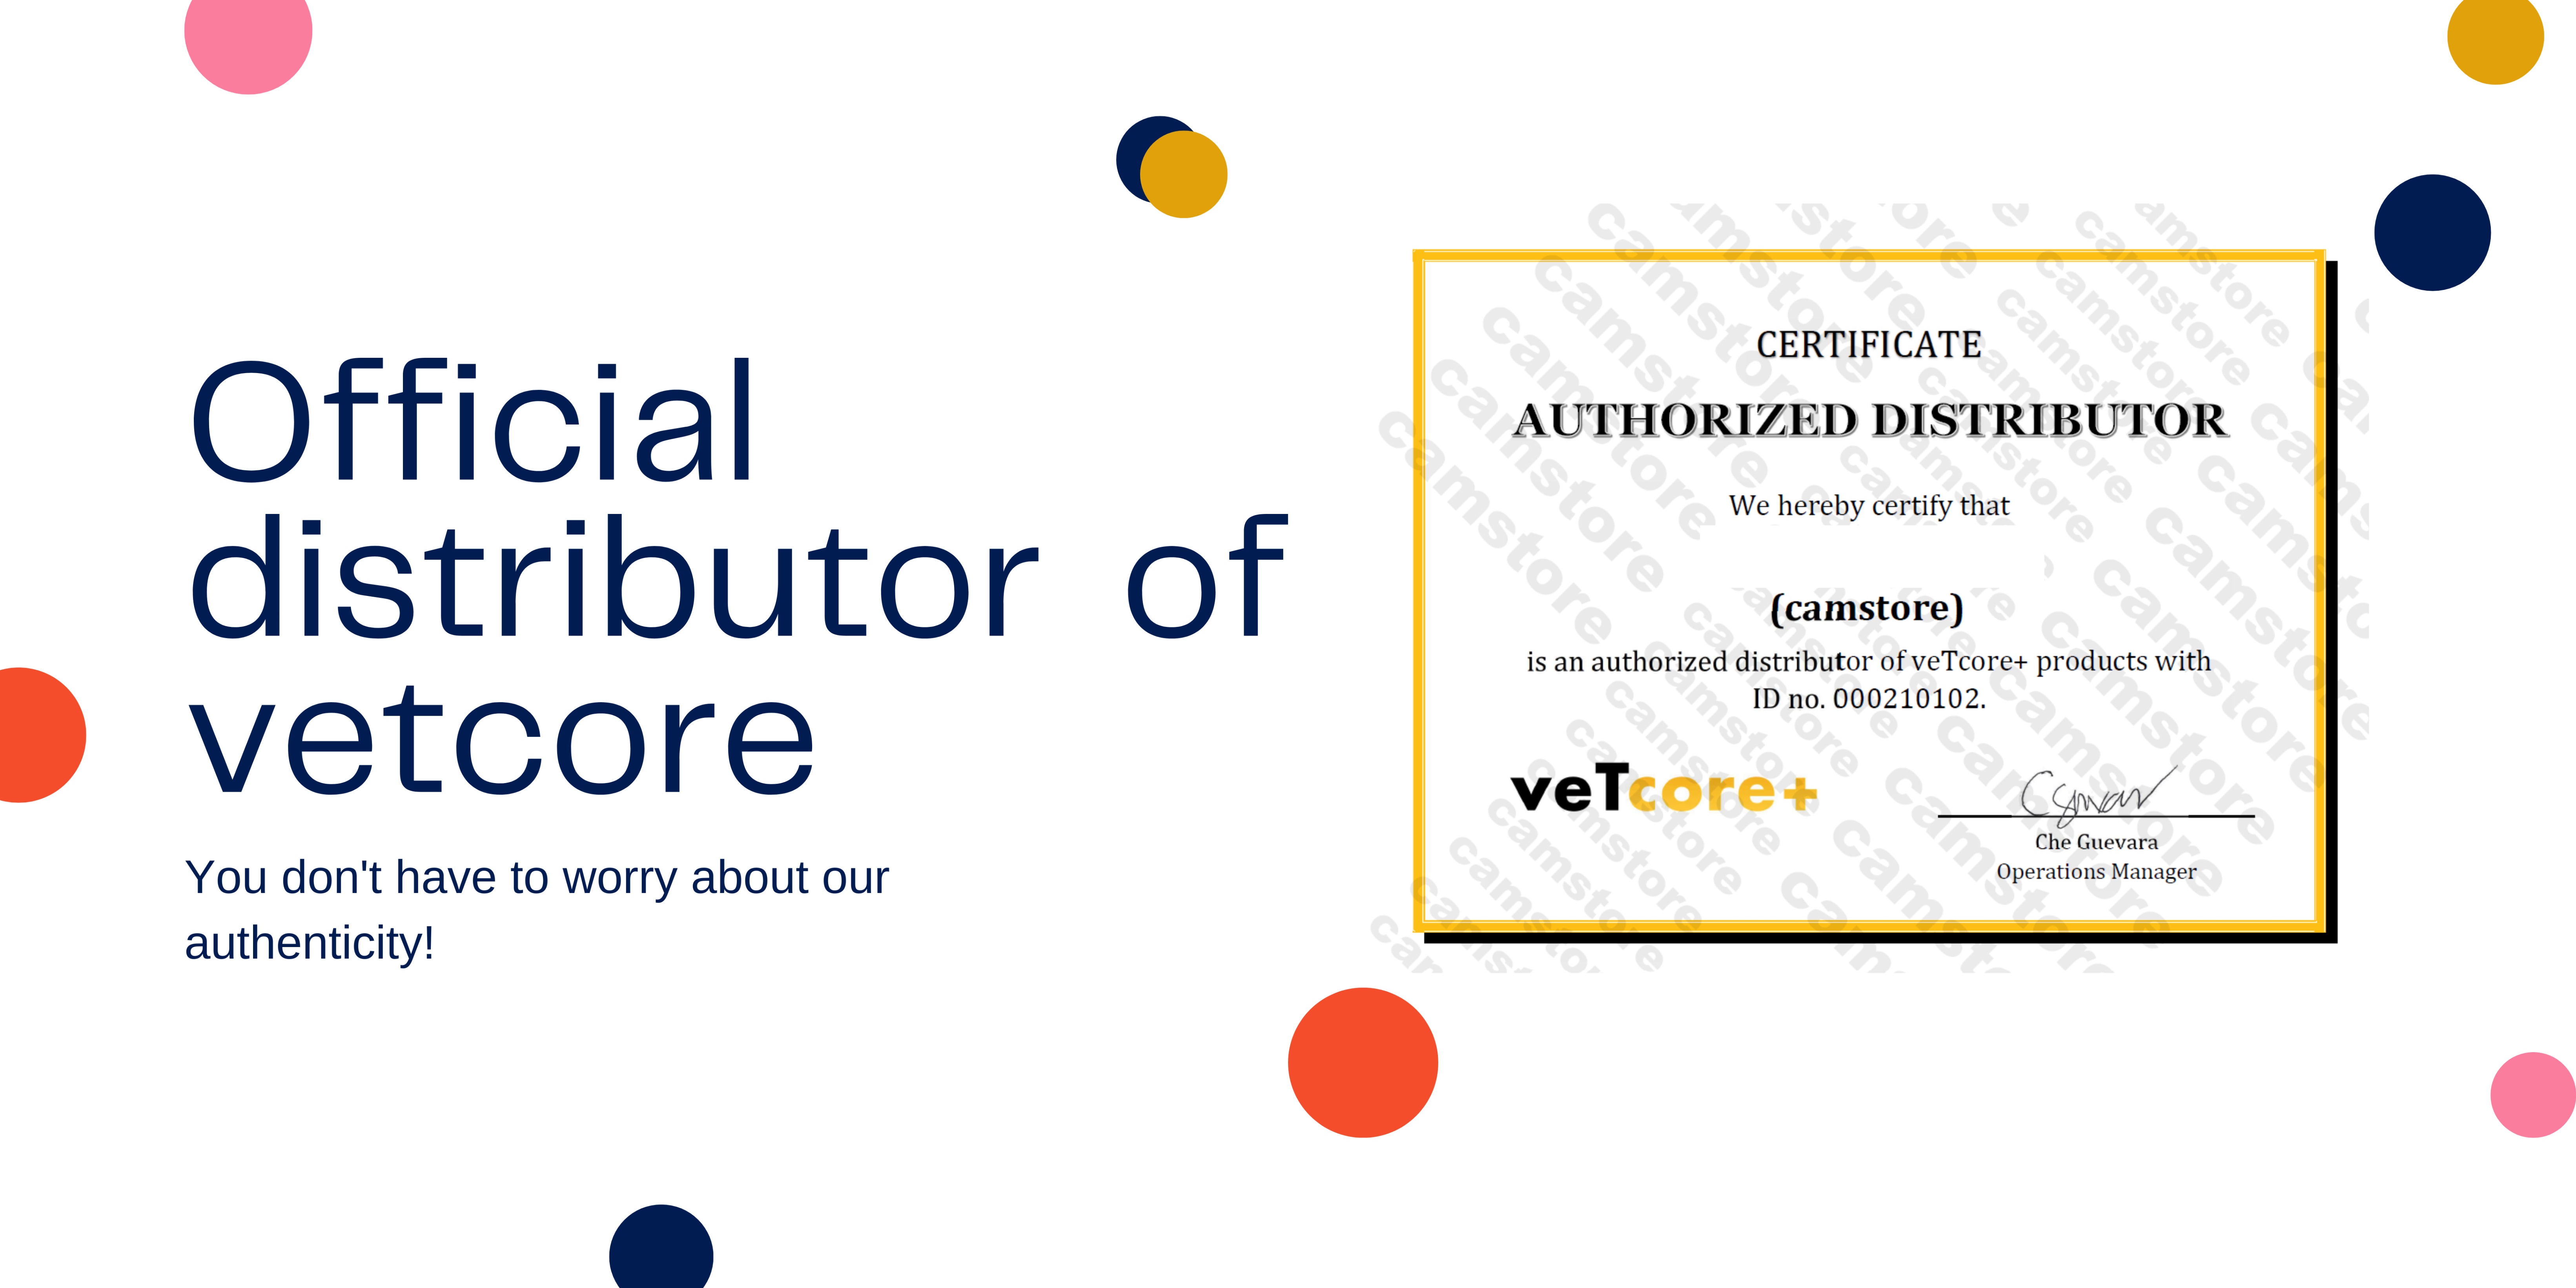 Official
distributor of
vetcore
You don't have to worry about our
authenticity!
CERTIFICATE
AUTHORIZED DISTRIBUTOR
We hereby certify that
(camstore)
is an authorized distributor of veTcore+ products with
ID no. 000210102.
veTcore+
Che Guevara
Operations Manager
camstore